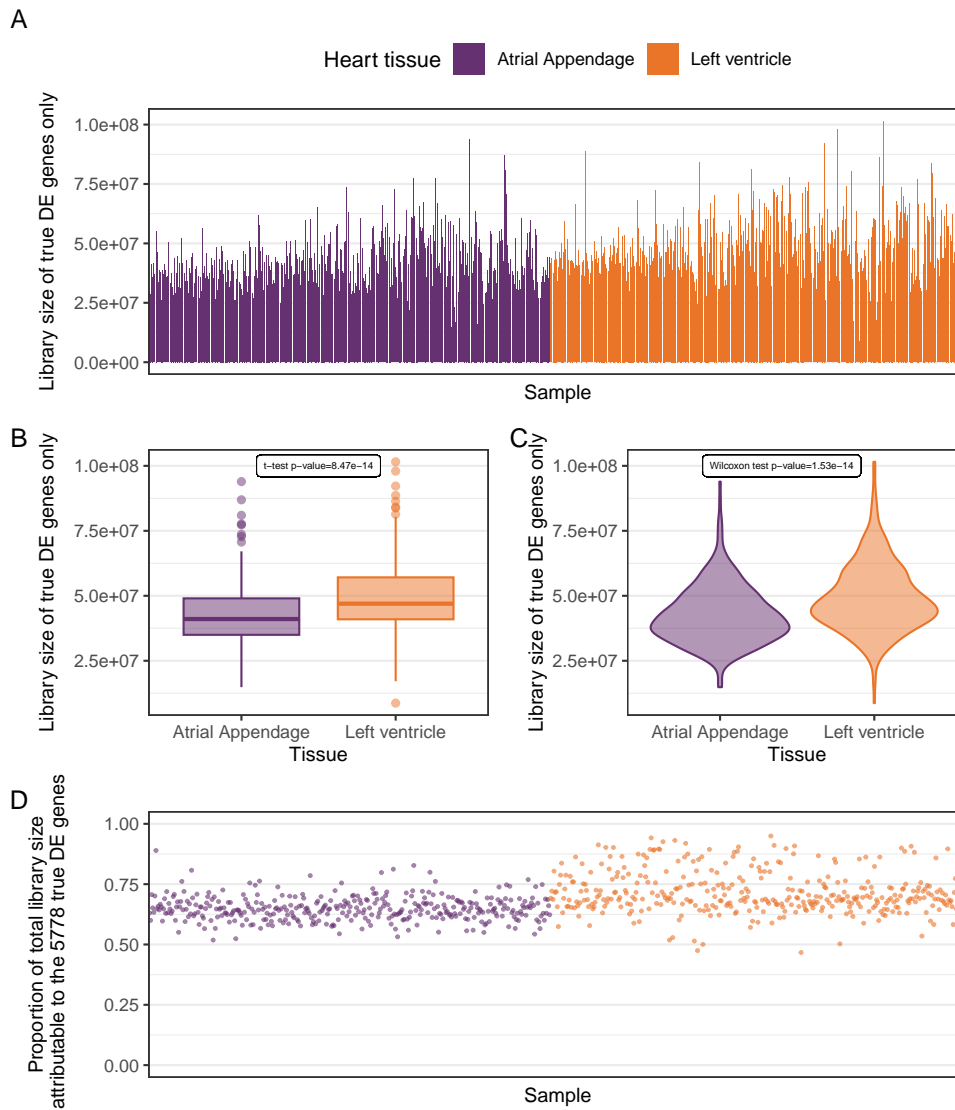 A
Heart tissue Atrial Appendage Left ventricle
Library size of true DE genes only
1.0e+08
7.5e+07
5.0e+07
2.5e+07
0.0e+00
Sample
B
Library size of true DE genes only
1.0e+08
7.5e+07
5.0e+07
2.5e+07
t−test p−value=8.47e−14
Atrial Appendage Left ventricle
Tissue
C
Library size of true DE genes only
1.0e+08
7.5e+07
5.0e+07
2.5e+07
Wilcoxon test p−value=1.53e−14
Atrial Appendage Left ventricle
Tissue
D
Proportion of total library size
attributable to the 5778 true DE genes
1.00
0.75
0.50
0.25
0.00
Sample